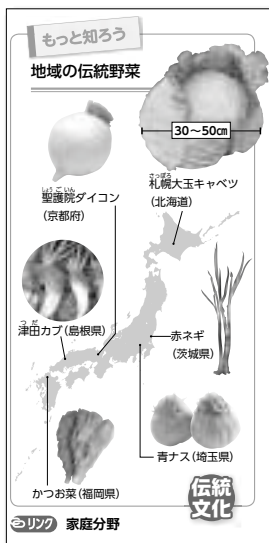 もっと知ろう
地域の伝統野菜
30〜50㎝
しょうごいん
聖護院ダイコン
(京都府)
さっぽろ
札幌大玉キャベツ
(北海道)
つだ
津田カブ(島根県)
赤ネギ
(茨城県)
青ナス(埼玉県)
かつお菜(福岡県)
伝統
文化
リンク 家庭分野